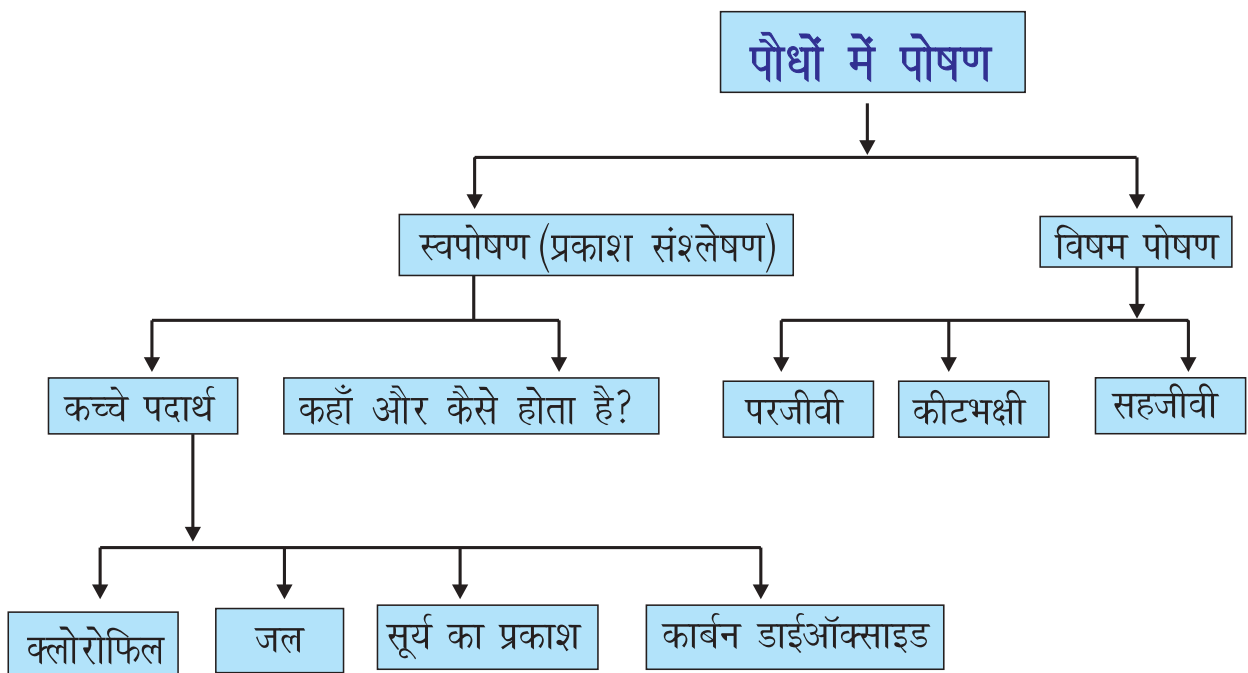 पौधों में पोषण
स्वपोषण (प्रकाश संश्लेषण)
विषम पोषण
कच्चे पदार्थ
कहाँ और कैसे होता है?
परजीवी
कीटभक्षी
सहजीवी
क्लोरोफिल
जल
सूर्य का प्रकाश
कार्बन डाईऑक्साइड